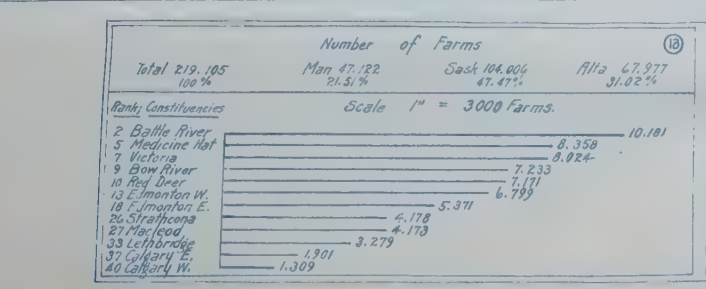 Number of Farms
13
Total 219.105 Man 47.122 Sask 104.006 Alta 67.977
100% 21.51% 47.47% 31.02%
Rank; Constituencies Scale 1" = 3000 Farms.
2 Battle River 10.181
5 Medicine Hat 8.358
7 Victoria 8.024
9 Bow River 7.233
10 Red Deer 7.171
13 Edmonton W. 6.799
18 Edmonton E. 5.371
26 Strathcona 4.178
27 Macleod 4.173
33 Lethbridge 3.279
37 Calgary E. 1.901
40 Calgary W. 1.309